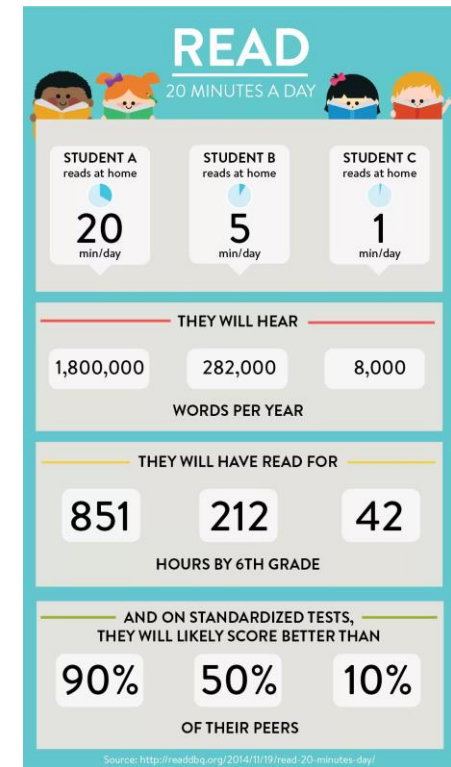 READ
20 MINUTES A DAY
STUDENT A
reads at home
20
min/day
STUDENT B
reads at home
5
min/day
STUDENT C
reads at home
1
min/day
THEY WILL HEAR
1,800,000 282,000 8,000
WORDS PER YEAR
THEY WILL HAVE READ FOR
851 212 42
HOURS BY 6TH GRADE
AND ON STANDARDIZED TESTS,
THEY WILL LIKELY SCORE BETTER THAN
90% 50% 10%
OF THEIR PEERS
Source: http://readdbq.org/2014/11/19/read-20-minutes-day/